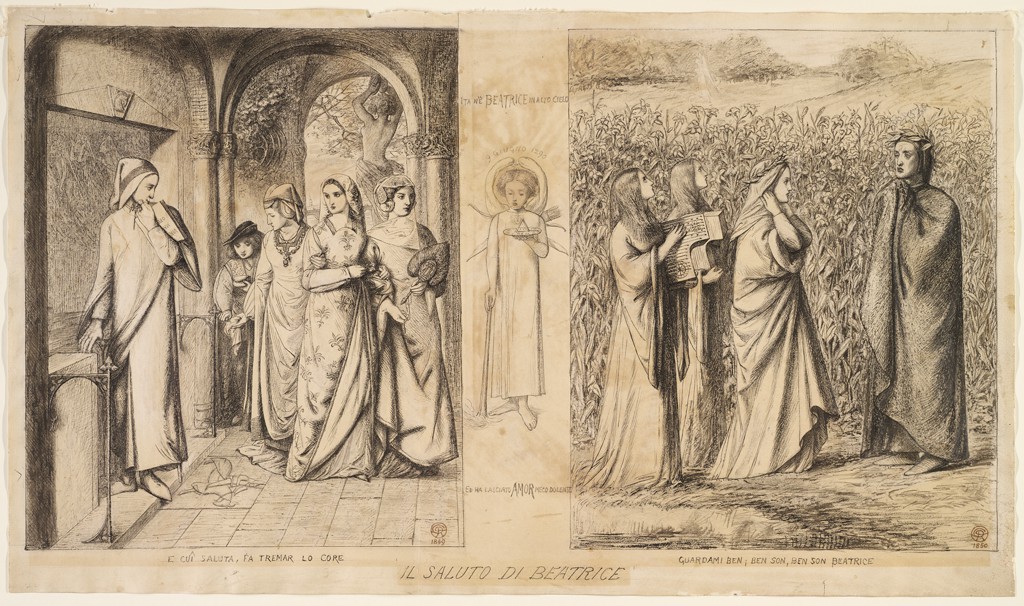 ITA N'È BEATRICE IN ALTO CIELO
9 GIUGNO 1290
ED HA LASCIATO AMOR MECO DOLENTE
1849
1850
E CUI SALUTA, FA TREMAR LO CORE
GUARDAMI BEN; BEN SON, BEN SON BEATRICE
IL SALUTO DI BEATRICE